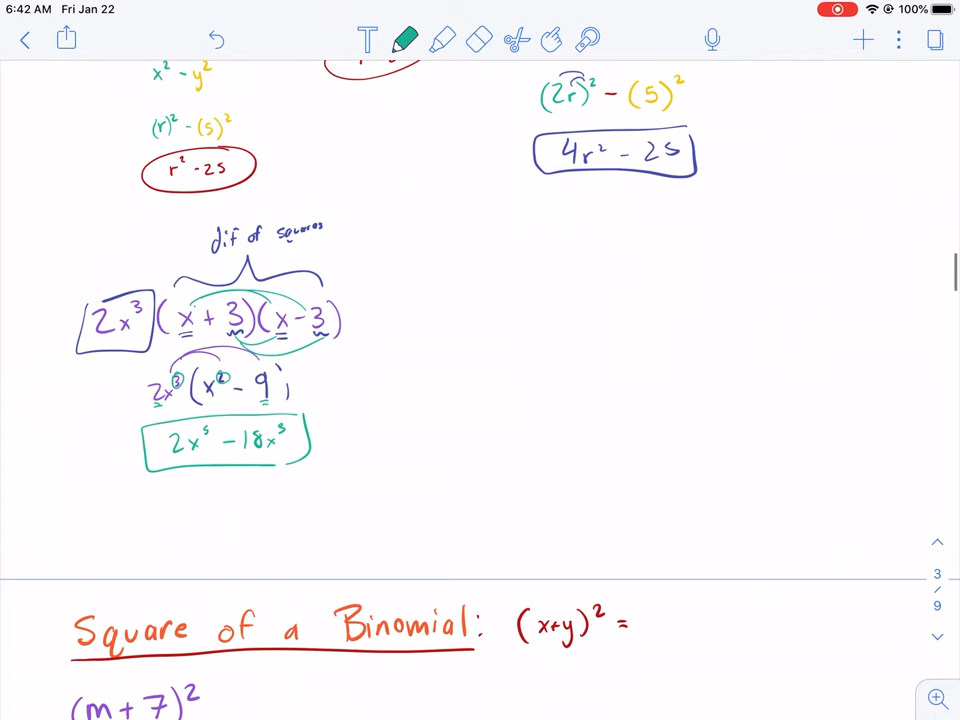 6:42 AM Fri Jan 22
100%
x² - y²
(r)² - (5)²
r² - 25
(2r)² - (5)²
4r² - 25
dif of squares
2x³ (x + 3)(x - 3)
2x³ (x² - 9)
2x⁵ - 18x³
3 / 9
Square of a Binomial: (x+y)² =
(m + 7)²